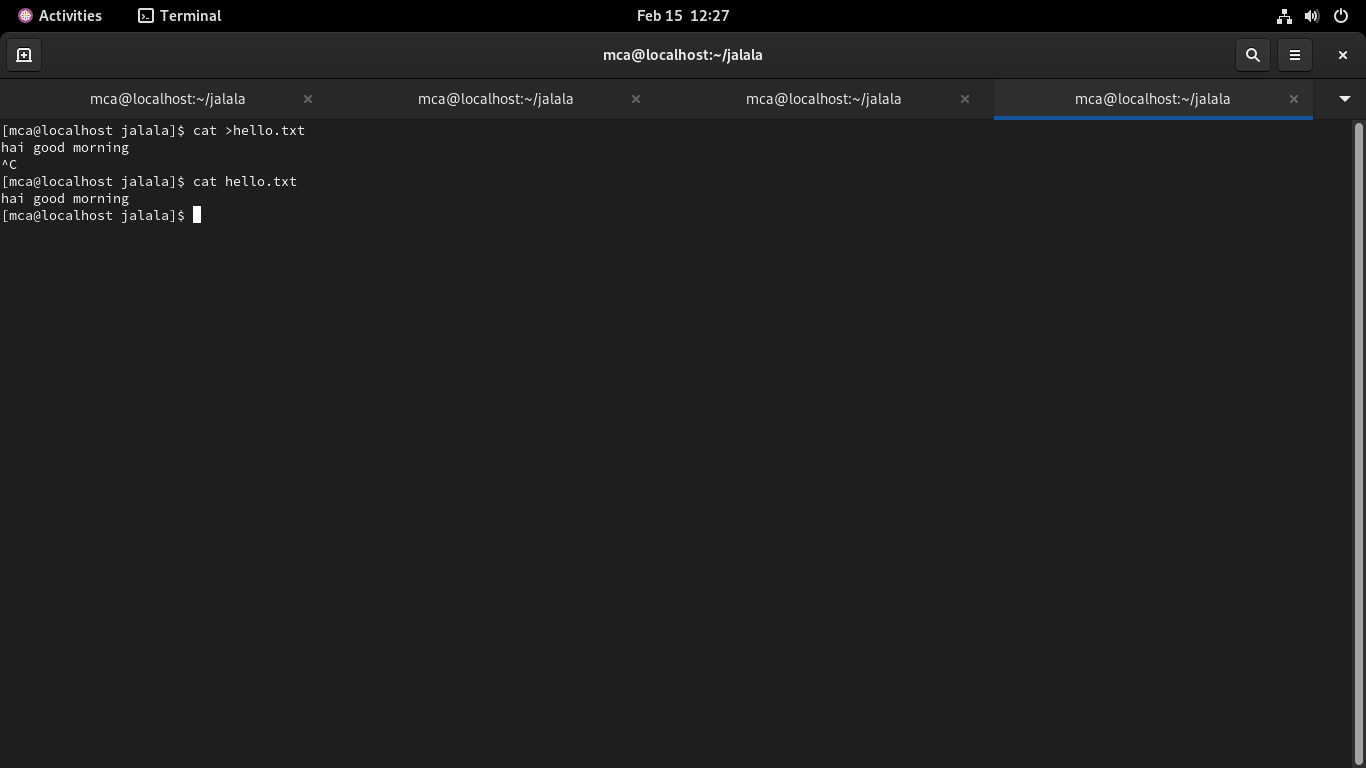 Activities Terminal Feb 15 12:27
mca@localhost:~/jalala
mca@localhost:~/jalala mca@localhost:~/jalala mca@localhost:~/jalala mca@localhost:~/jalala
[mca@localhost jalala]$ cat >hello.txt
hai good morning
^C
[mca@localhost jalala]$ cat hello.txt
hai good morning
[mca@localhost jalala]$